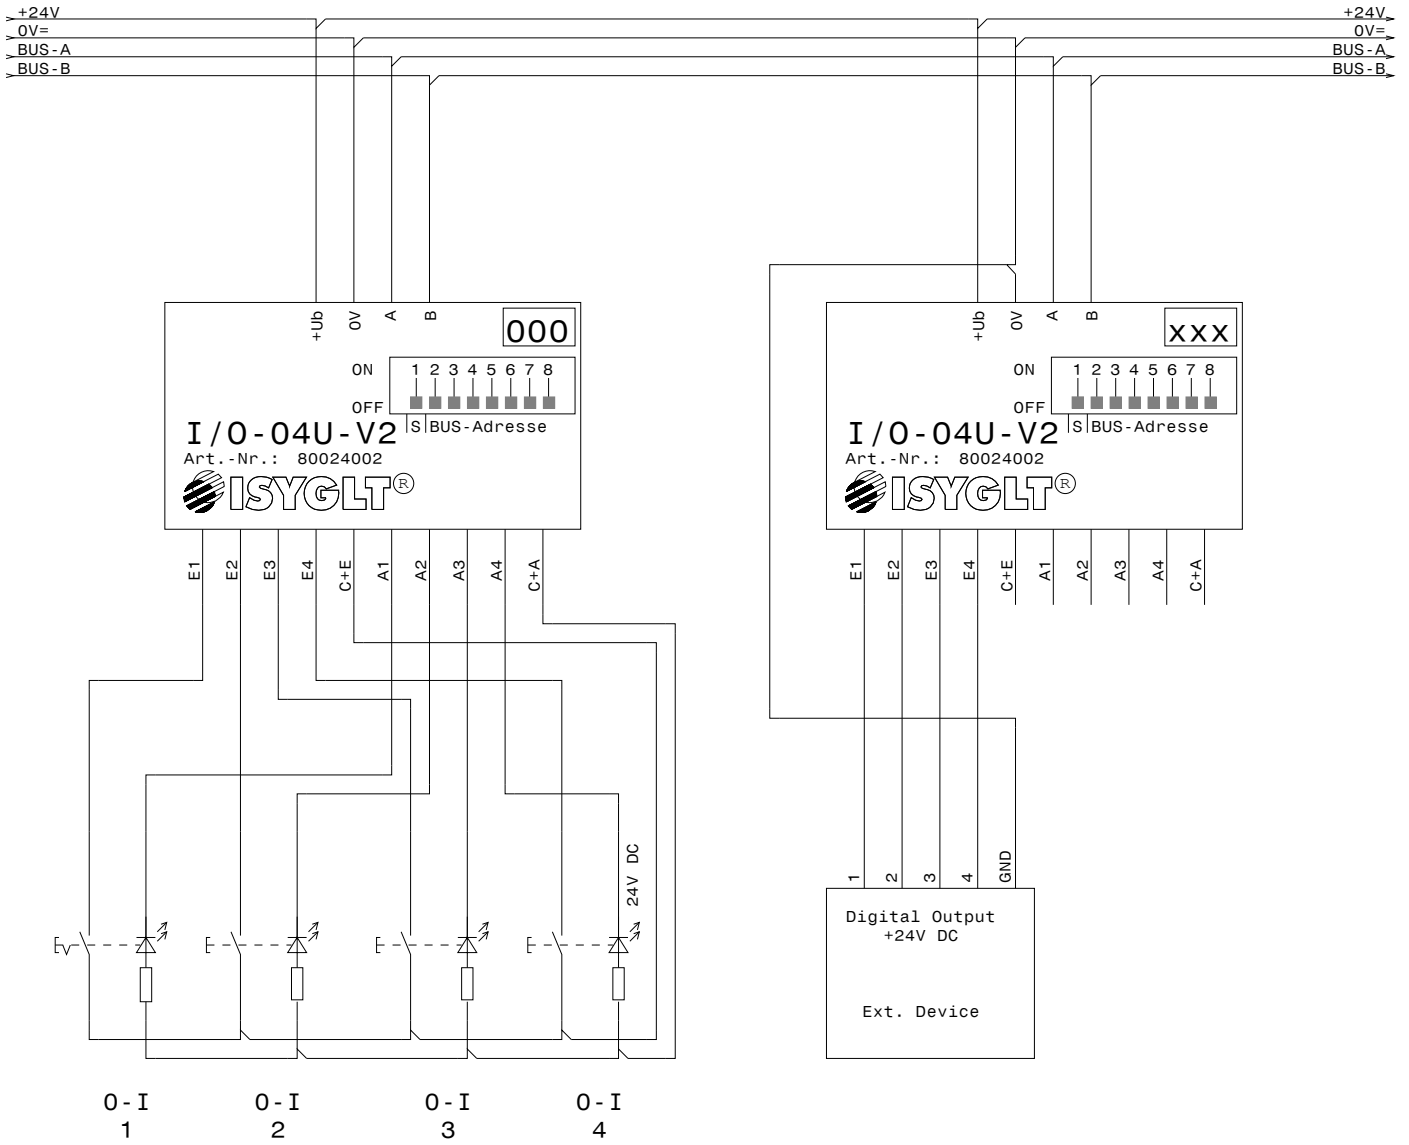 +24V +24V
0V= 0V=
BUS-A BUS-A
BUS-B BUS-B
+Ub 0V A B 000
ON 1 2 3 4 5 6 7 8
OFF
S BUS-Adresse
I/O-04U-V2
Art.-Nr.: 80024002
ISYGLT®
E1 E2 E3 E4 C+E A1 A2 A3 A4 C+A
+Ub 0V A B xxx
ON 1 2 3 4 5 6 7 8
OFF
S BUS-Adresse
I/O-04U-V2
Art.-Nr.: 80024002
ISYGLT®
E1 E2 E3 E4 C+E A1 A2 A3 A4 C+A
24V DC
1 2 3 4 GND
Digital Output
+24V DC
Ext. Device
0-I 0-I 0-I 0-I
1 2 3 4